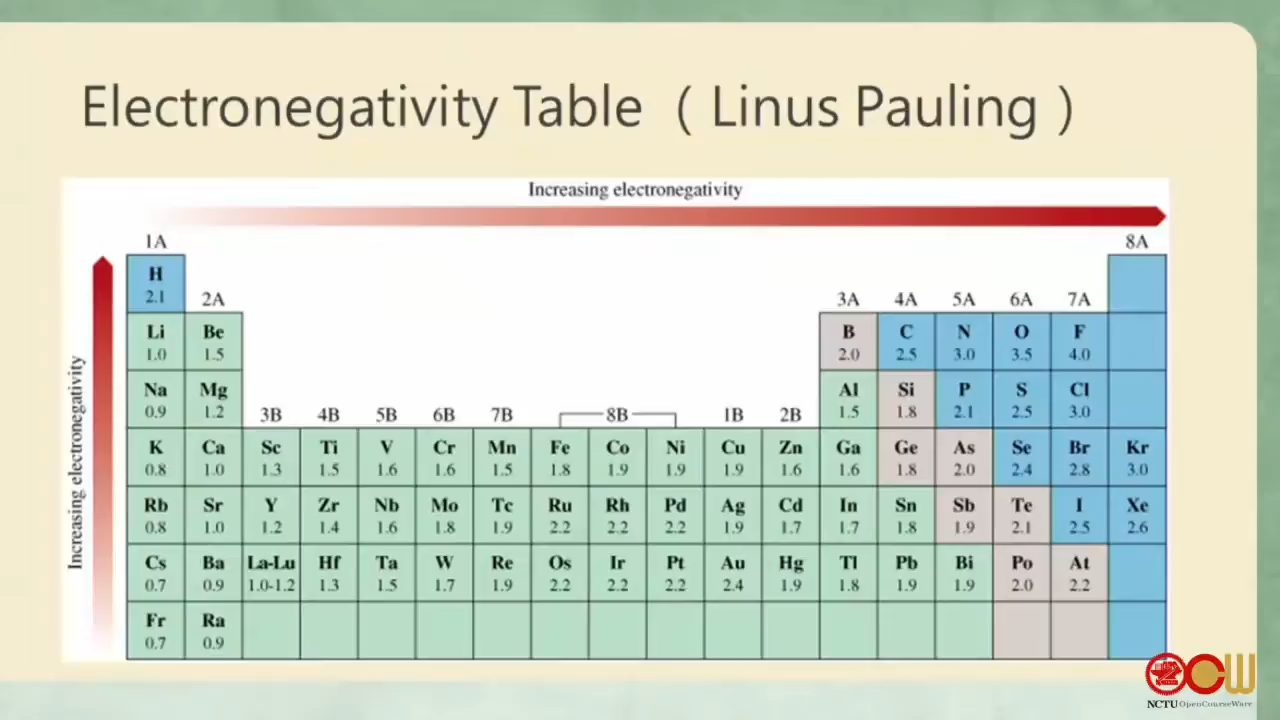 Electronegativity Table ( Linus Pauling )
Increasing electronegativity
1A 8A
H
2.1 2A 3A 4A 5A 6A 7A
Li Be B C N O F
1.0 1.5 2.0 2.5 3.0 3.5 4.0
Na Mg Al Si P S Cl
0.9 1.2 3B 4B 5B 6B 7B 8B 1B 2B 1.5 1.8 2.1 2.5 3.0
K Ca Sc Ti V Cr Mn Fe Co Ni Cu Zn Ga Ge As Se Br Kr
0.8 1.0 1.3 1.5 1.6 1.6 1.5 1.8 1.9 1.9 1.9 1.6 1.6 1.8 2.0 2.4 2.8 3.0
Rb Sr Y Zr Nb Mo Tc Ru Rh Pd Ag Cd In Sn Sb Te I Xe
0.8 1.0 1.2 1.4 1.6 1.8 1.9 2.2 2.2 2.2 1.9 1.7 1.7 1.8 1.9 2.1 2.5 2.6
Cs Ba La-Lu Hf Ta W Re Os Ir Pt Au Hg Tl Pb Bi Po At
0.7 0.9 1.0-1.2 1.3 1.5 1.7 1.9 2.2 2.2 2.2 2.4 1.9 1.8 1.9 1.9 2.0 2.2
Fr Ra
0.7 0.9
Increasing electronegativity
OCW
NCTU OpenCourseWare